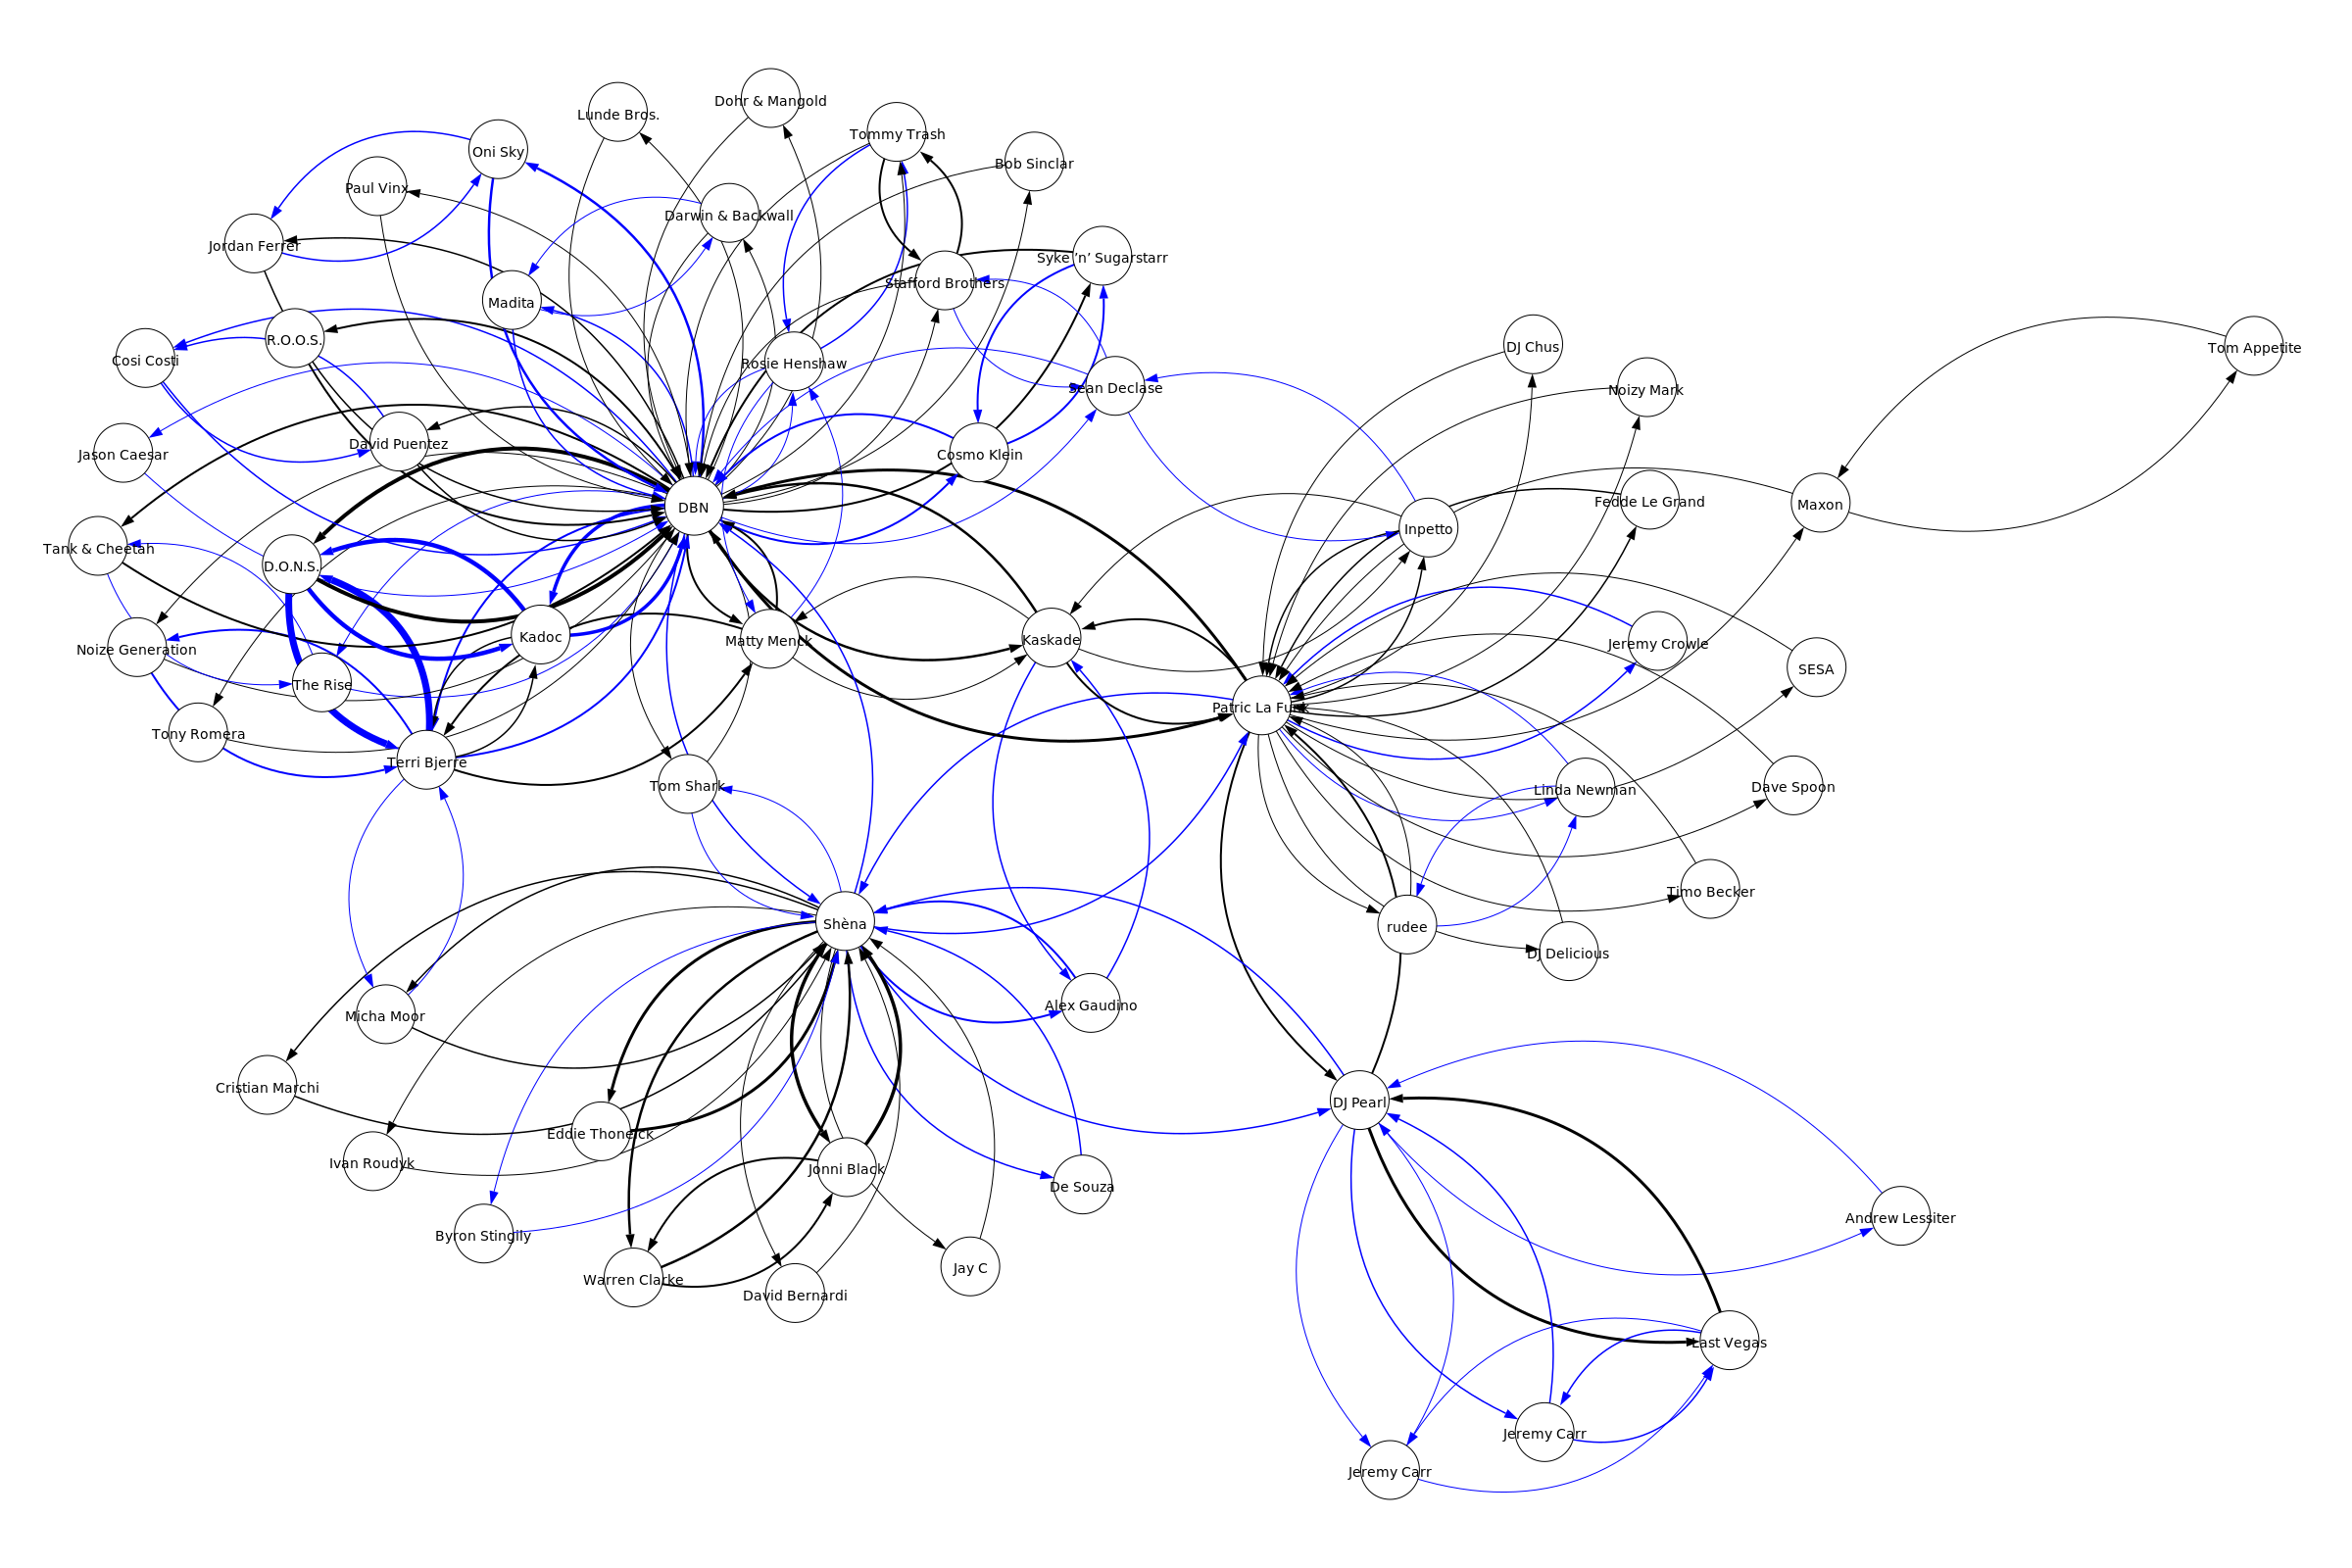 Dohr & Mangold
Lunde Bros.
Tommy Trash
Oni Sky
Bob Sinclar
Paul Vinx
Darwin & Backwall
Jordan Ferrer
Syke ’n’ Sugarstarr
Stafford Brothers
Madita
R.O.O.S.
DJ Chus
Tom Appetite
Cosi Costi
Rosie Henshaw
Sean Declase
Noizy Mark
David Puentez
Jason Caesar
Cosmo Klein
Fedde Le Grand
Maxon
DBN
Inpetto
Tank & Cheetah
D.O.N.S.
Kadoc
Matty Menck
Kaskade
Jeremy Crowle
Noize Generation
SESA
The Rise
Patric La Funk
Tony Romera
Terri Bjerre
Tom Shark
Linda Newman
Dave Spoon
Timo Becker
Shèna
rudee
DJ Delicious
Alex Gaudino
Micha Moor
Cristian Marchi
DJ Pearl
Eddie Thoneick
Ivan Roudyk
Jonni Black
De Souza
Andrew Lessiter
Byron Stingily
Jay C
Warren Clarke
David Bernardi
Last Vegas
Jeremy Carr
Jeremy Carr